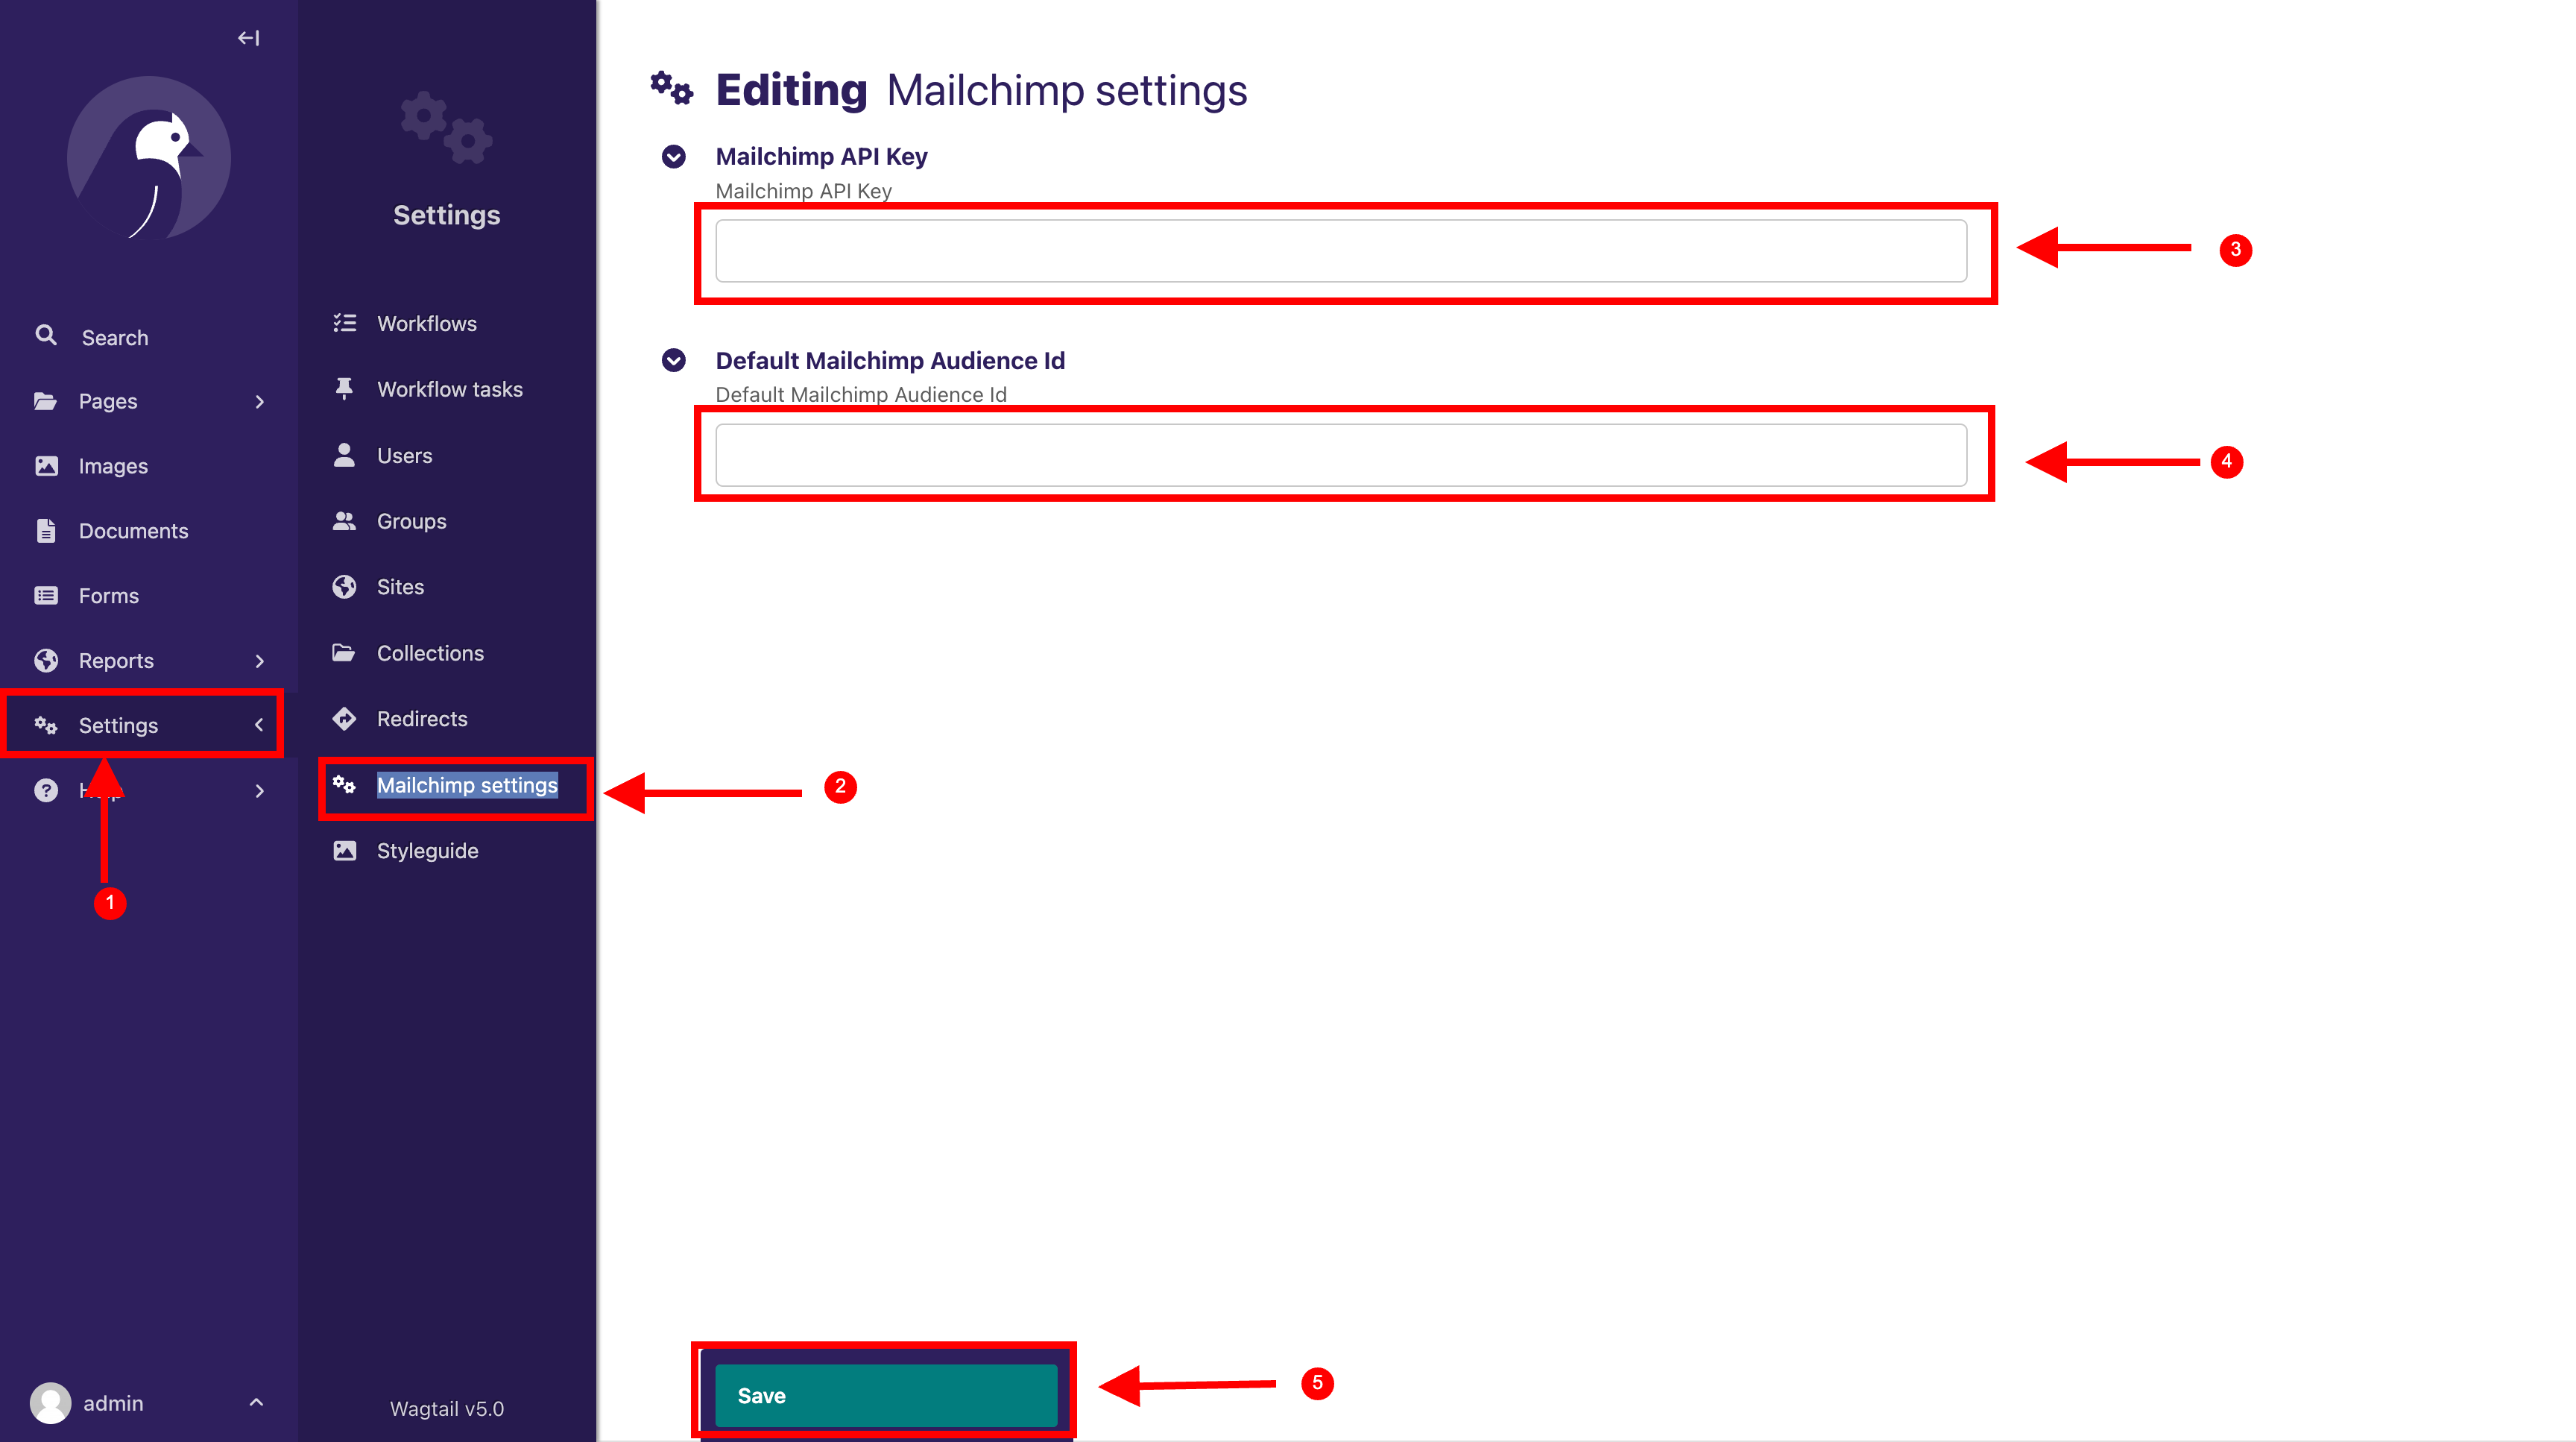 Search
Pages
Images
Documents
Forms
Reports
Settings
1
admin
Settings
Workflows
Workflow tasks
Users
Groups
Sites
Collections
Redirects
Mailchimp settings
2
Styleguide
Wagtail v5.0
Editing Mailchimp settings
Mailchimp API Key
Mailchimp API Key
3
Default Mailchimp Audience Id
Default Mailchimp Audience Id
4
Save
5